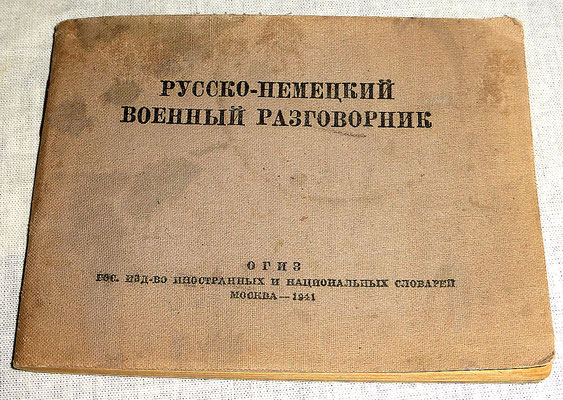 РУССКО-НЕМЕЦКИЙ
ВОЕННЫЙ РАЗГОВОРНИК
ОГИЗ
ГОС. ИЗД-ВО ИНОСТРАННЫХ И НАЦИОНАЛЬНЫХ СЛОВАРЕЙ
МОСКВА — 1941